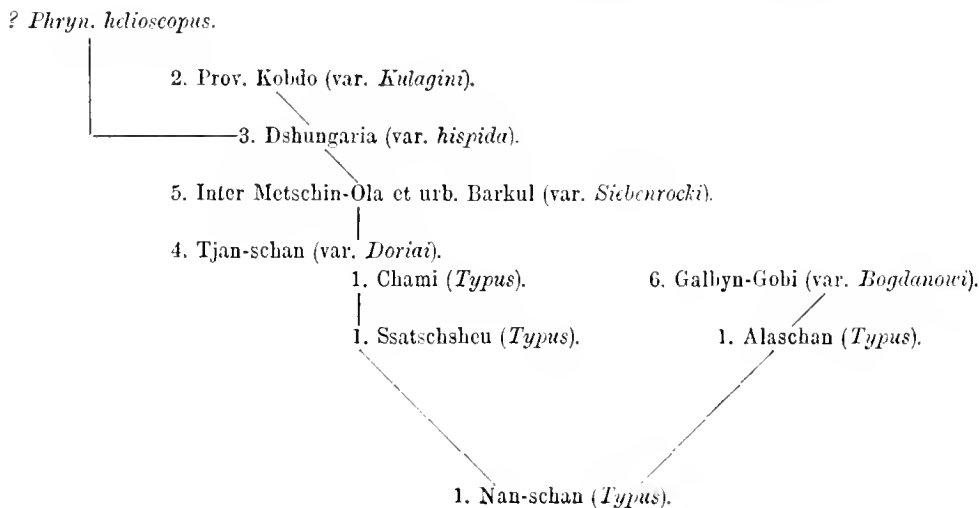 ? Phryn. helioscopus.
2. Prov. Kobdo (var. Kulagini).
3. Dshungaria (var. hispida).
5. Inter Metschin-Ola et urb. Barkul (var. Siebenrocki).
4. Tjan-schan (var. Doriai).
1. Chami (Typus). 6. Galbyn-Gobi (var. Bogdanowi).
1. Ssatschsheu (Typus). 1. Alaschan (Typus).
1. Nan-schan (Typus).